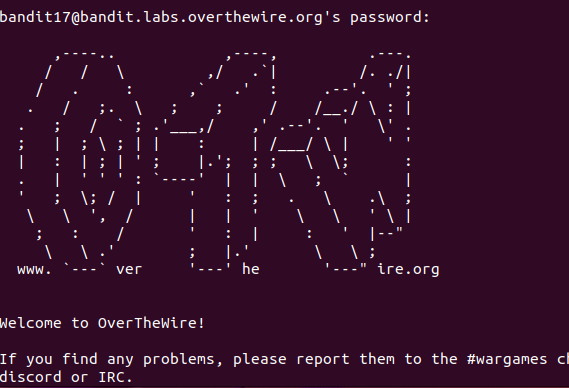 bandit17@bandit.labs.overthewire.org's password:
www. ver he ire.org
Welcome to OverTheWire!
If you find any problems, please report them to the #wargames
discord or IRC.